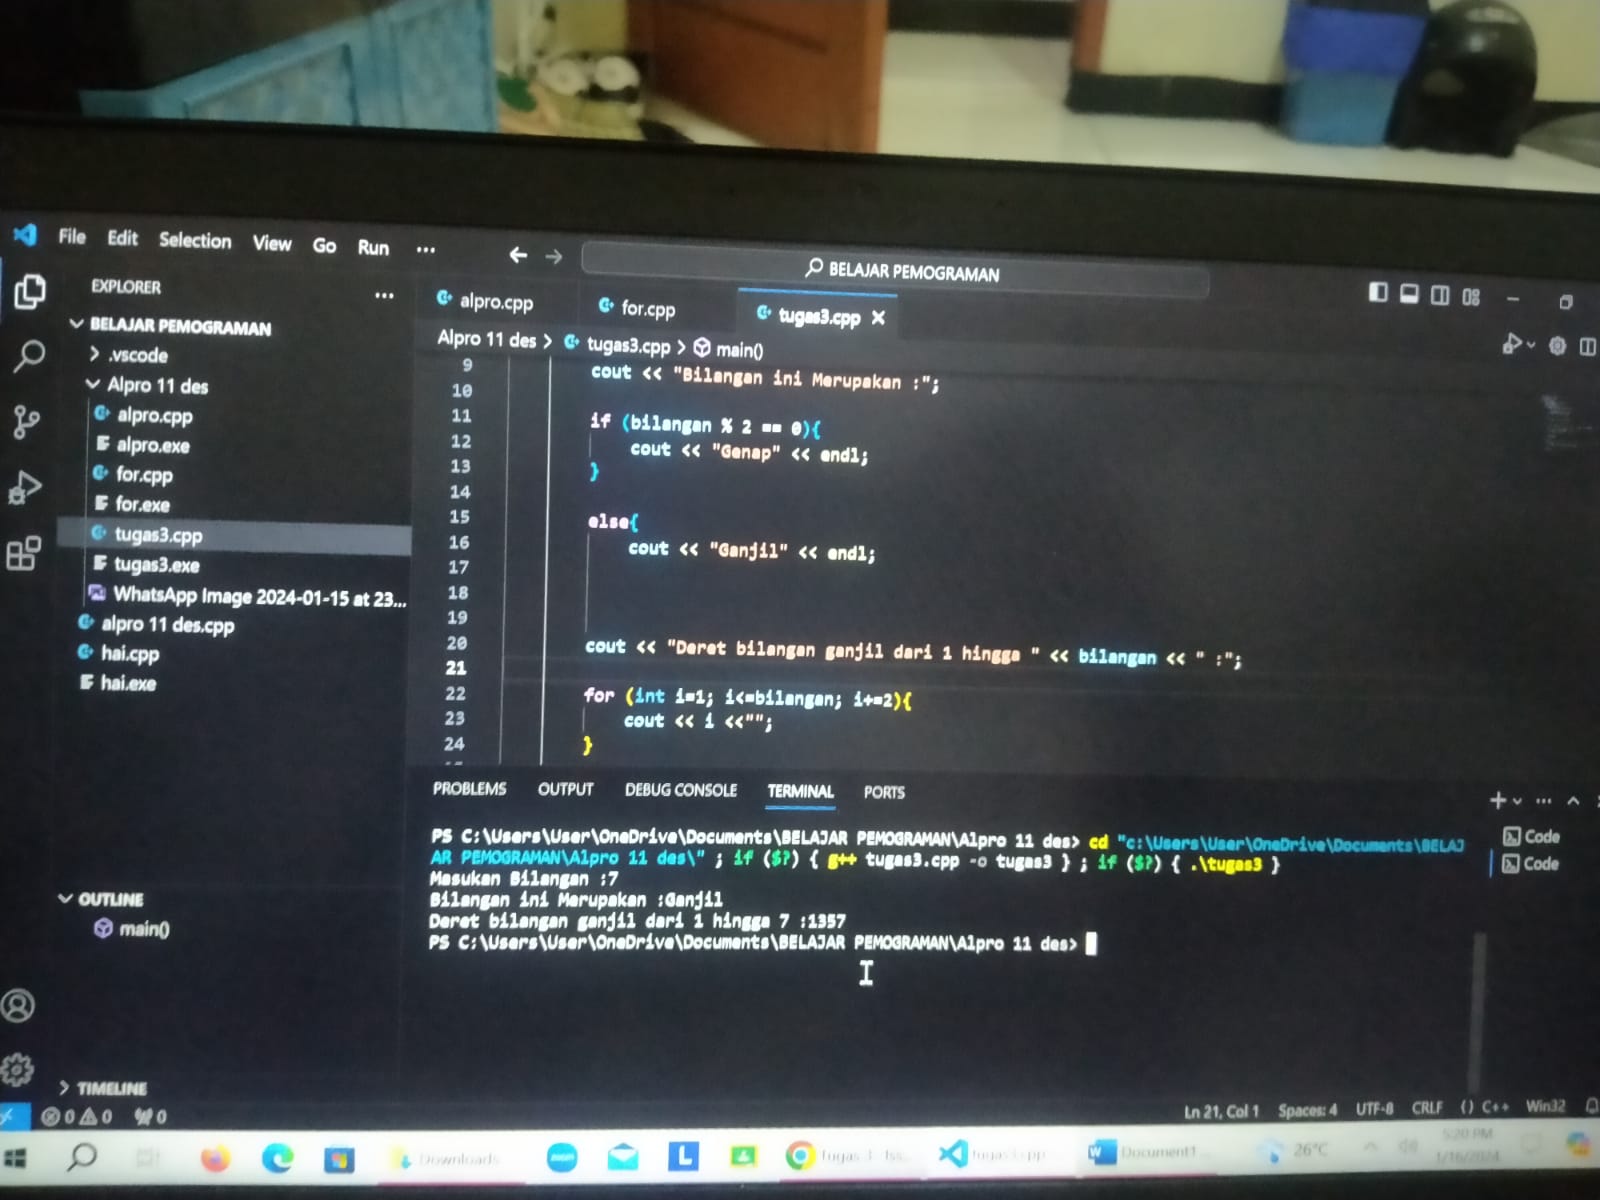 File Edit Selection View Go Run ...
BELAJAR PEMOGRAMAN
EXPLORER ...
BELAJAR PEMOGRAMAN
.vscode
Alpro 11 des
alpro.cpp
alpro.exe
for.cpp
for.exe
tugas3.cpp
tugas3.exe
WhatsApp Image 2024-01-15 at 23...
alpro 11 des.cpp
hai.cpp
hai.exe
OUTLINE
main()
TIMELINE
alpro.cpp for.cpp tugas3.cpp
Alpro 11 des > tugas3.cpp > main()
9 cout << "Bilangan ini Merupakan :";
10
11 if (bilangan % 2 == 0){
12 cout << "Genap" << endl;
13 }
14
15 else{
16 cout << "Ganjil" << endl;
17
18
19
20 cout << "Deret bilangan ganjil dari 1 hingga " << bilangan << " :";
21
22 for (int i=1; i<=bilangan; i+=2){
23 cout << i <<"";
24 }
PROBLEMS OUTPUT DEBUG CONSOLE TERMINAL PORTS
PS C:\Users\User\OneDrive\Documents\BELAJAR PEMOGRAMAN\Alpro 11 des> cd "c:\Users\User\OneDrive\Documents\BELAJ
AR PEMOGRAMAN\Alpro 11 des\" ; if ($?) { g++ tugas3.cpp -o tugas3 } ; if ($?) { .\tugas3 }
Masukan Bilangan :7
Bilangan ini Merupakan :Ganjil
Deret bilangan ganjil dari 1 hingga 7 :1357
PS C:\Users\User\OneDrive\Documents\BELAJAR PEMOGRAMAN\Alpro 11 des>
Code
Code
0 0 0
Ln 21, Col 1 Spaces: 4 UTF-8 CRLF {} C++ Win32
Downloads zoom L tugas3.cpp Document1 26°C
5:20 PM
1/16/2024